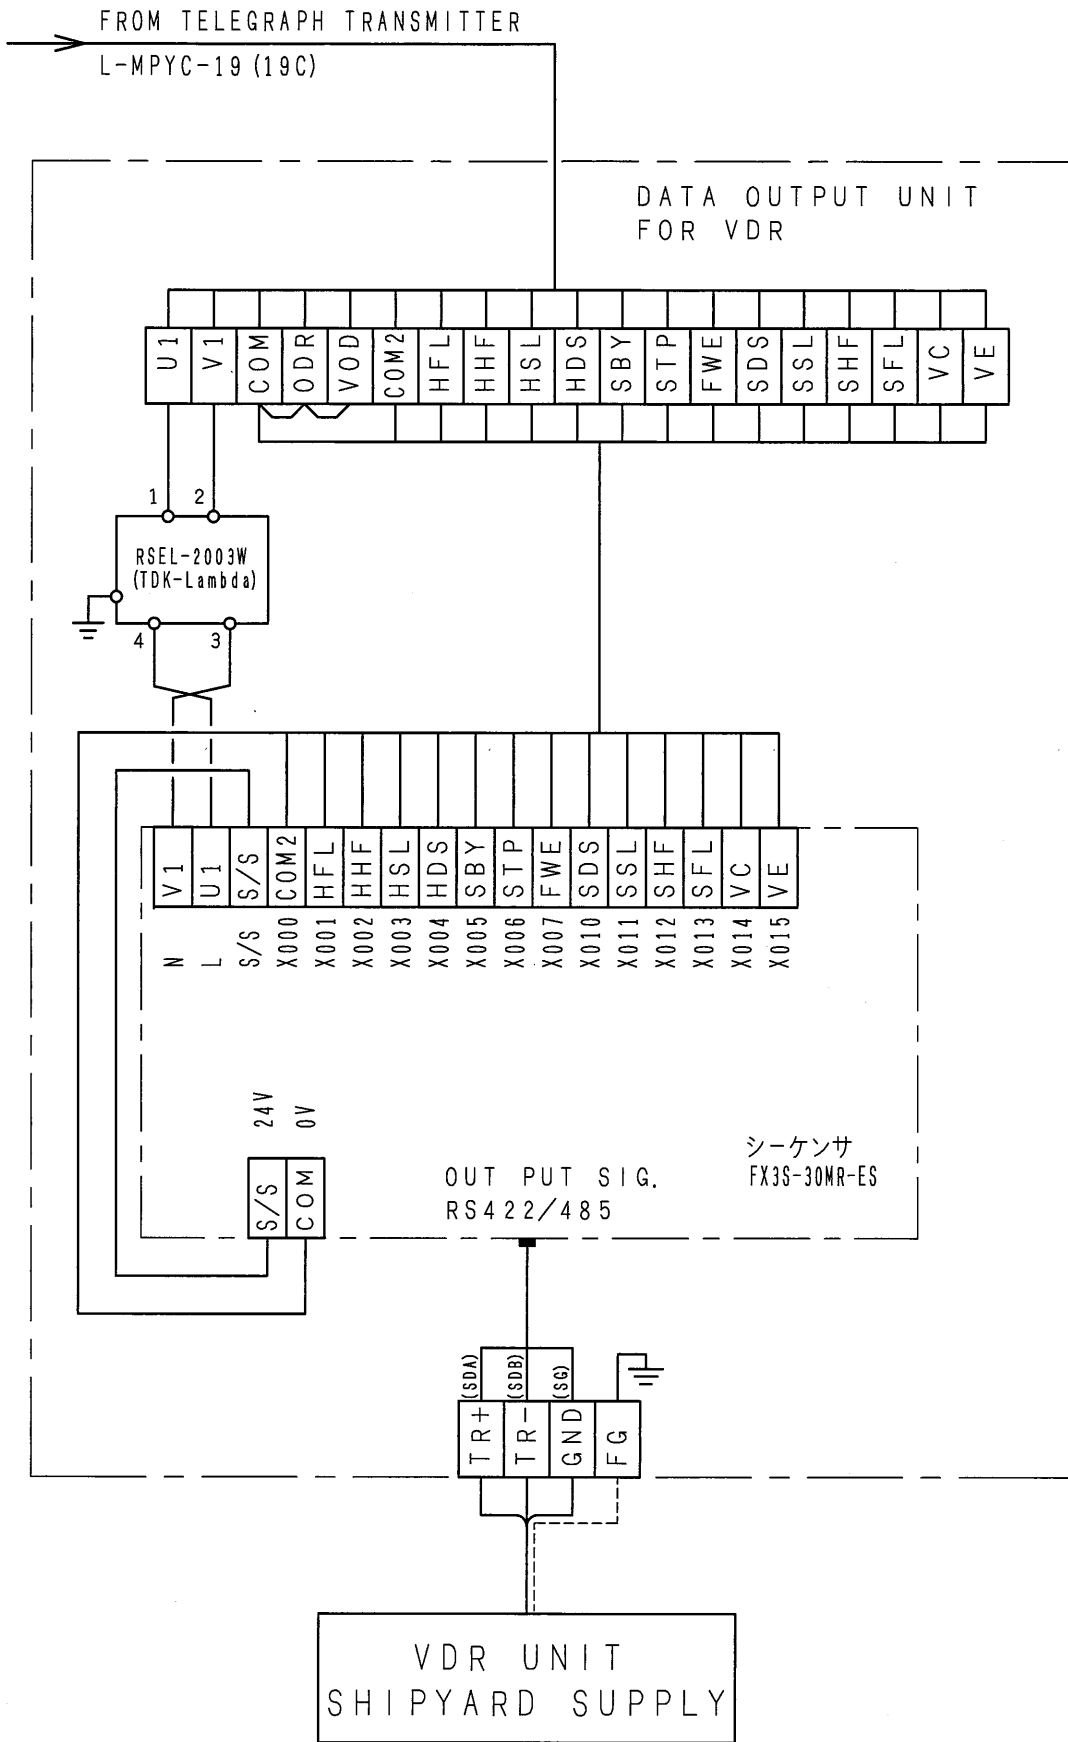 FROM TELEGRAPH TRANSMITTER
L-MPYC-19 (19C)
DATA OUTPUT UNIT
FOR VDR
U1 V1 COM ODR VOD COM2 HFL HHF HSL HDS SBY STP FWE SDS SSL SHF SFL VC VE
1 2
RSEL-2003W
(TDK-Lambda)
4 3
V1 U1 S/S COM2 HFL HHF HSL HDS SBY STP FWE SDS SSL SHF SFL VC VE
N L S/S X000 X001 X002 X003 X004 X005 X006 X007 X010 X011 X012 X013 X014 X015
24V 0V
S/S COM
シーケンサ
FX3S-30MR-ES
OUT PUT SIG.
RS422/485
(SDA) (SDB) (SG)
TR+ TR- GND FG
VDR UNIT
SHIPYARD SUPPLY